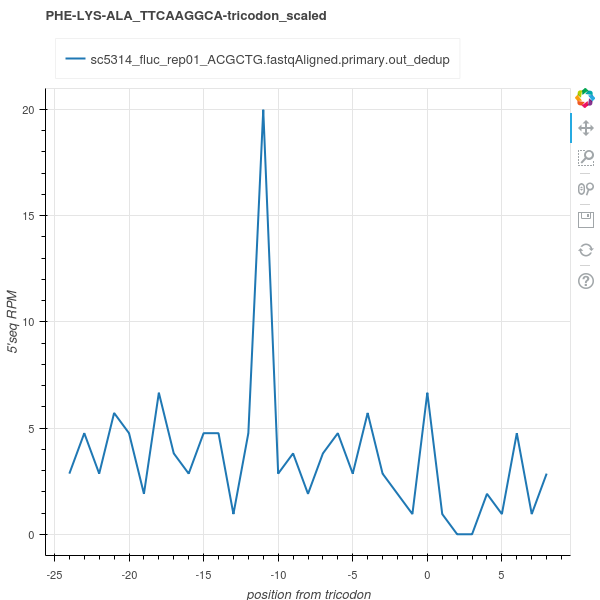 PHE-LYS-ALA_TTCAAGGCA-tricodon_scaled
sc5314_fluc_rep01_ACGCTG.fastqAligned.primary.out_dedup
20
15
10
5
0
5'seq RPM
-25 -20 -15 -10 -5 0 5
position from tricodon
?